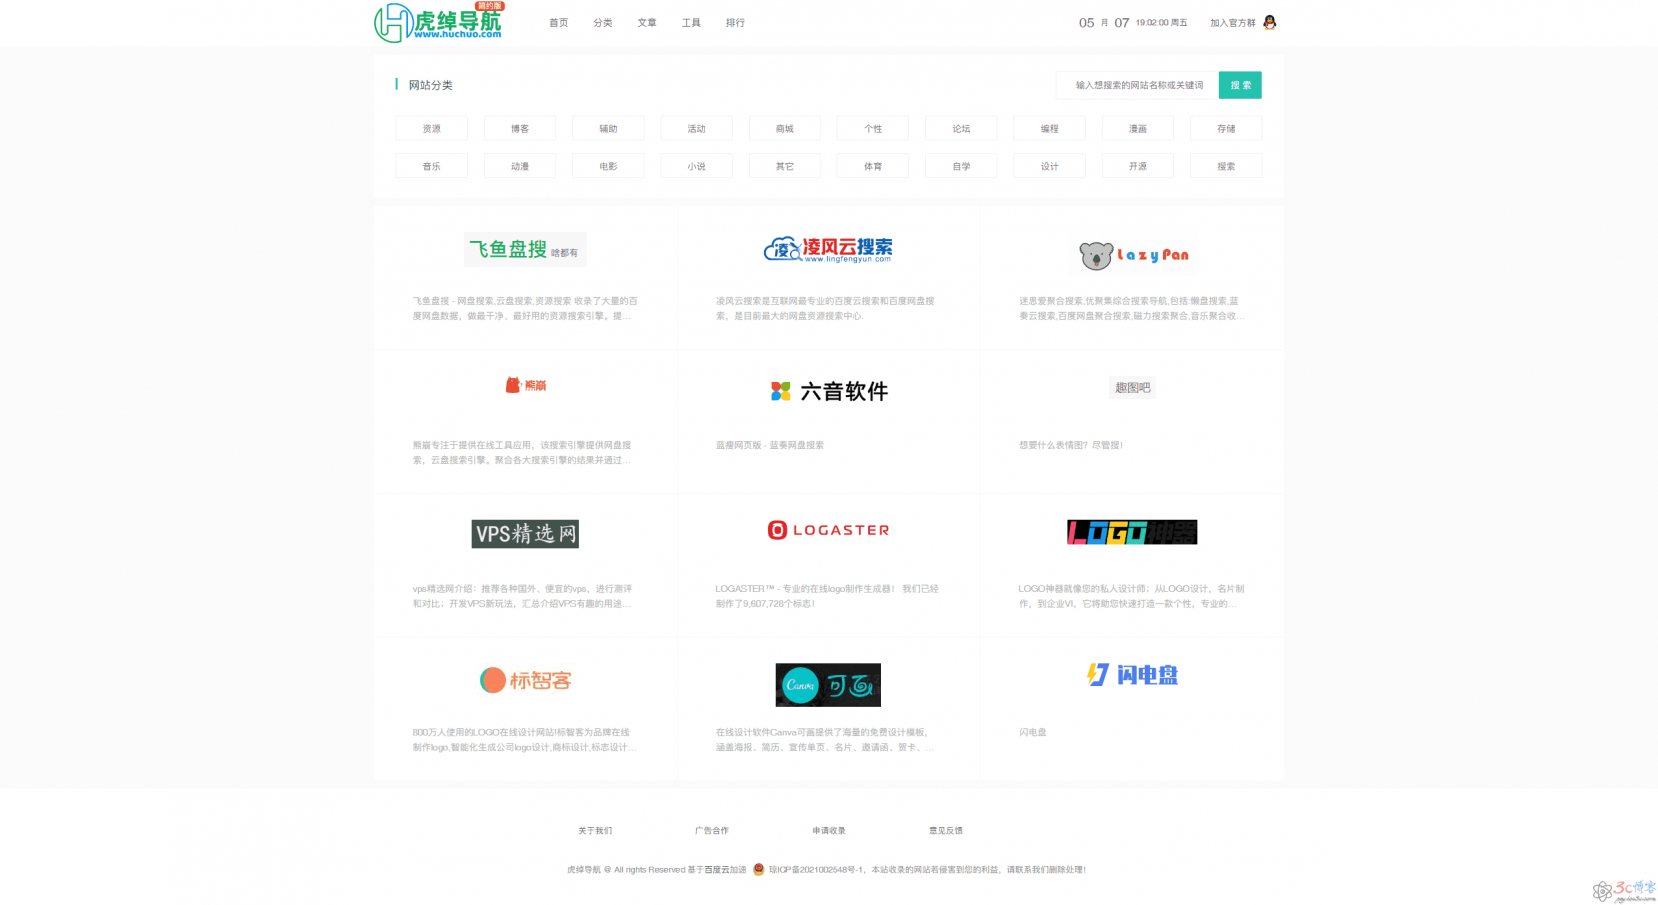 虎绰导航
简约版
www.huchuo.com
首页 分类 文章 工具 排行
05 月 07 19:02:00 周五 加入官方群
网站分类
输入想搜索的网站名称或关键词 搜 索
资源 博客 辅助 活动 商城 个性 论坛 编程 漫画 存储
音乐 动漫 电影 小说 其它 体育 自学 设计 开源 搜索
飞鱼盘搜 啥都有
飞鱼盘搜 - 网盘搜索,云盘搜索,资源搜索 收录了大量的百
度网盘数据，做最干净、最好用的资源搜索引擎。提...
凌风云搜索
www.lingfengyun.com
凌风云搜索是互联网最专业的百度云搜索和百度网盘搜
索，是目前最大的网盘资源搜索中心.
Lazy Pan
迷思爱聚合搜索,优聚集综合搜索导航,包括:懒盘搜索,蓝
奏云搜索,百度网盘聚合搜索,磁力搜索聚合,音乐聚合收...
熊崩
熊崩专注于提供在线工具应用，该搜索引擎提供网盘搜
索，云盘搜索引擎。聚合各大搜索引擎的结果并通过...
六音软件
蓝瘦网页版 - 蓝奏网盘搜索
趣图吧
想要什么表情图？尽管搜！
VPS精选网
vps精选网介绍：推荐各种国外、便宜的vps，进行测评
和对比；开发VPS新玩法，汇总介绍VPS有趣的用途...
LOGASTER
LOGASTER™ - 专业的在线logo制作生成器！ 我们已经
制作了9,607,728个标志！
LOGO神器
LOGO神器就像您的私人设计师；从LOGO设计，名片制
作，到企业VI，它将助您快速打造一款个性，专业的...
标智客
800万人使用的LOGO在线设计网站!标智客为品牌在线
制作logo,智能化生成公司logo设计,商标设计,标志设计...
Canva 可画
在线设计软件Canva可画提供了海量的免费设计模板，
涵盖海报、简历、宣传单页、名片、邀请函、贺卡、...
闪电盘
闪电盘
关于我们 广告合作 申请收录 意见反馈
虎绰导航 @ All rights Reserved 基于百度云加速 琼ICP备2021002548号-1，本站收录的网站若侵害到您的利益，请联系我们删除处理！
3c博客